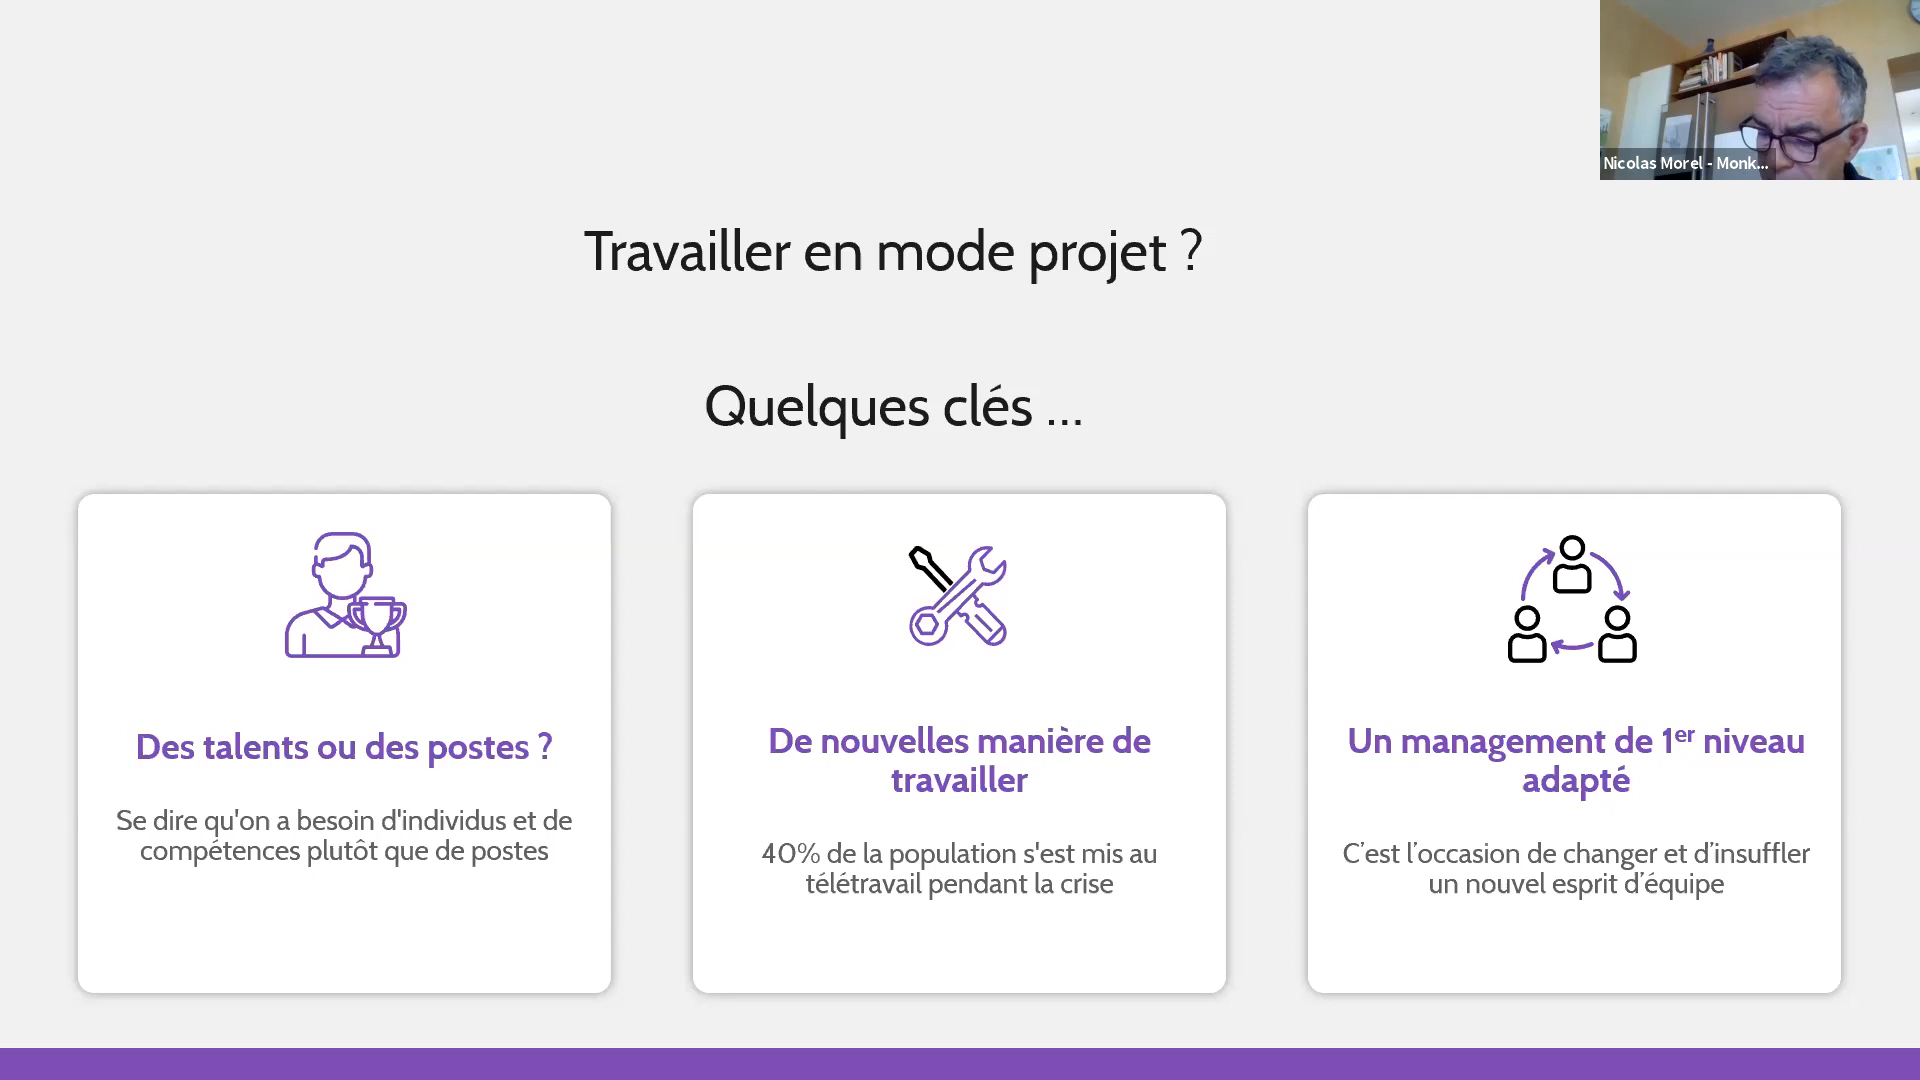 Nicolas Morel - Monk...
Travailler en mode projet ?
Quelques clés ...
Des talents ou des postes ?
Se dire qu'on a besoin d'individus et de
compétences plutôt que de postes
De nouvelles manière de
travailler
40% de la population s'est mis au
télétravail pendant la crise
Un management de 1er niveau
adapté
C’est l’occasion de changer et d’insuffler
un nouvel esprit d’équipe